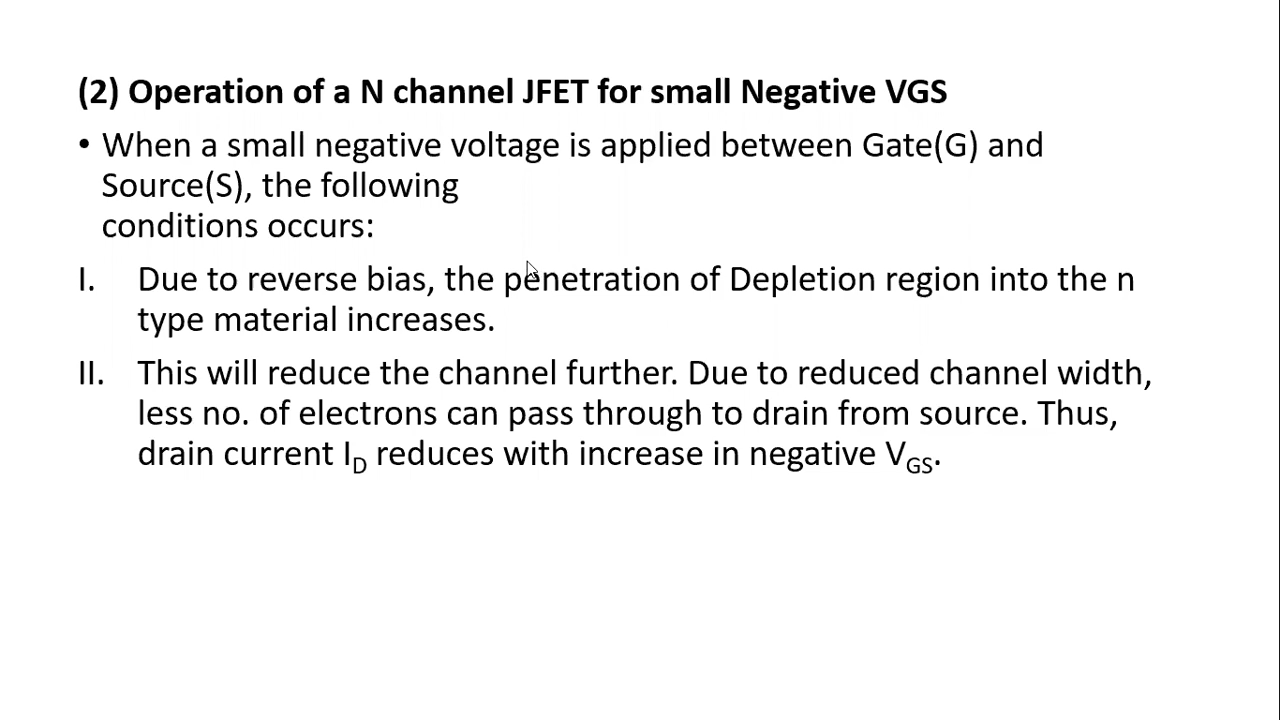 (2) Operation of a N channel JFET for small Negative VGS
• When a small negative voltage is applied between Gate(G) and
Source(S), the following
conditions occurs:
I. Due to reverse bias, the penetration of Depletion region into the n
type material increases.
II. This will reduce the channel further. Due to reduced channel width,
less no. of electrons can pass through to drain from source. Thus,
drain current ID reduces with increase in negative VGS.